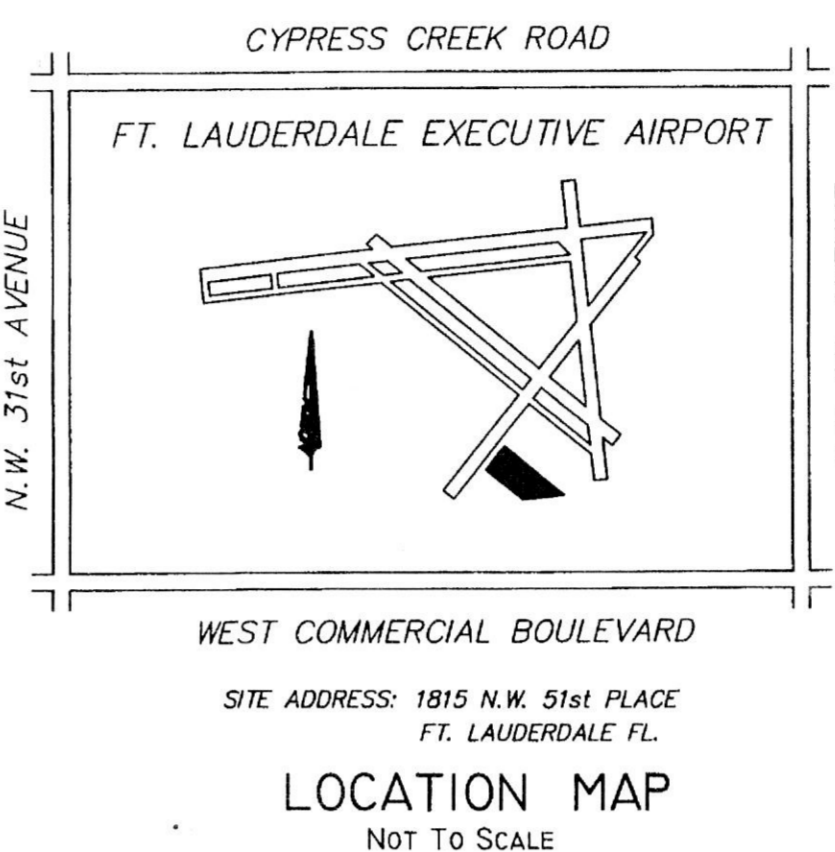 CYPRESS CREEK ROAD
FT. LAUDERDALE EXECUTIVE AIRPORT
N.W. 31st AVENUE
WEST COMMERCIAL BOULEVARD
SITE ADDRESS: 1815 N.W. 51st PLACE
FT. LAUDERDALE FL.
LOCATION MAP
NOT TO SCALE